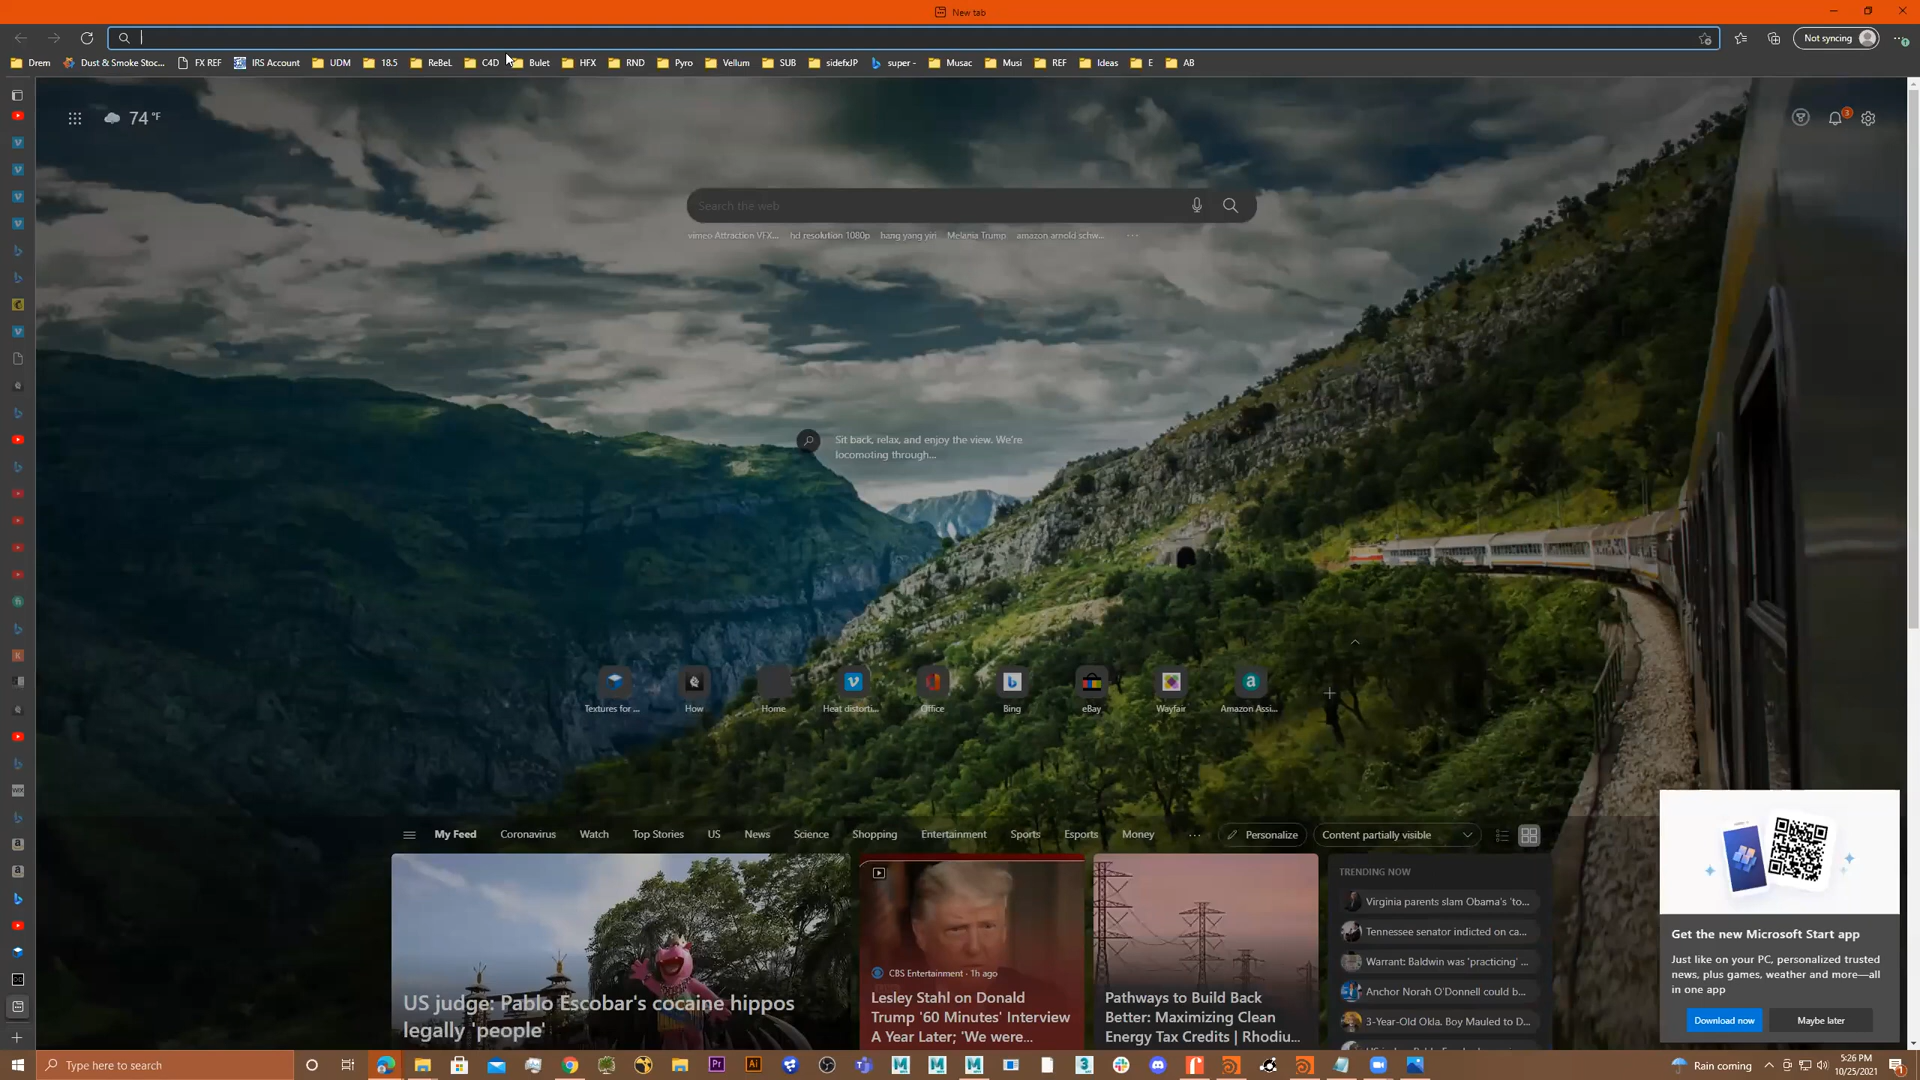 New tab
Not syncing
Drem
Dust & Smoke Stoc...
FX REF
IRS Account
UDM
18.5
ReBeL
C4D
Bulet
HFX
RND
Pyro
Vellum
SUB
sidefxJP
super -
Musac
Musi
REF
Ideas
E
AB
74 °F
3
Search the web
vimeo Attraction VFX...
hd resolution 1080p
hang yang yiri
Melania Trump
amazon arnold schw...
Sit back, relax, and enjoy the view. We're
locomoting through...
Textures for ...
How
Home
Heat distorti...
Office
Bing
eBay
Wayfair
Amazon Assi...
My Feed
Coronavirus
Watch
Top Stories
US
News
Science
Shopping
Entertainment
Sports
Esports
Money
Personalize
Content partially visible
US judge: Pablo Escobar's cocaine hippos
legally 'people'
CBS Entertainment · 1h ago
Lesley Stahl on Donald
Trump '60 Minutes' Interview
A Year Later; 'We were...
Pathways to Build Back
Better: Maximizing Clean
Energy Tax Credits | Rhodiu...
TRENDING NOW
Virginia parents slam Obama's 'to...
Tennessee senator indicted on ca...
Warrant: Baldwin was 'practicing' ...
Anchor Norah O'Donnell could b...
3-Year-Old Okla. Boy Mauled to D...
Get the new Microsoft Start app
Just like on your PC, personalized trusted
news, plus games, weather and more—all
in one app
Download now
Maybe later
Type here to search
Rain coming
5:26 PM
10/25/2021